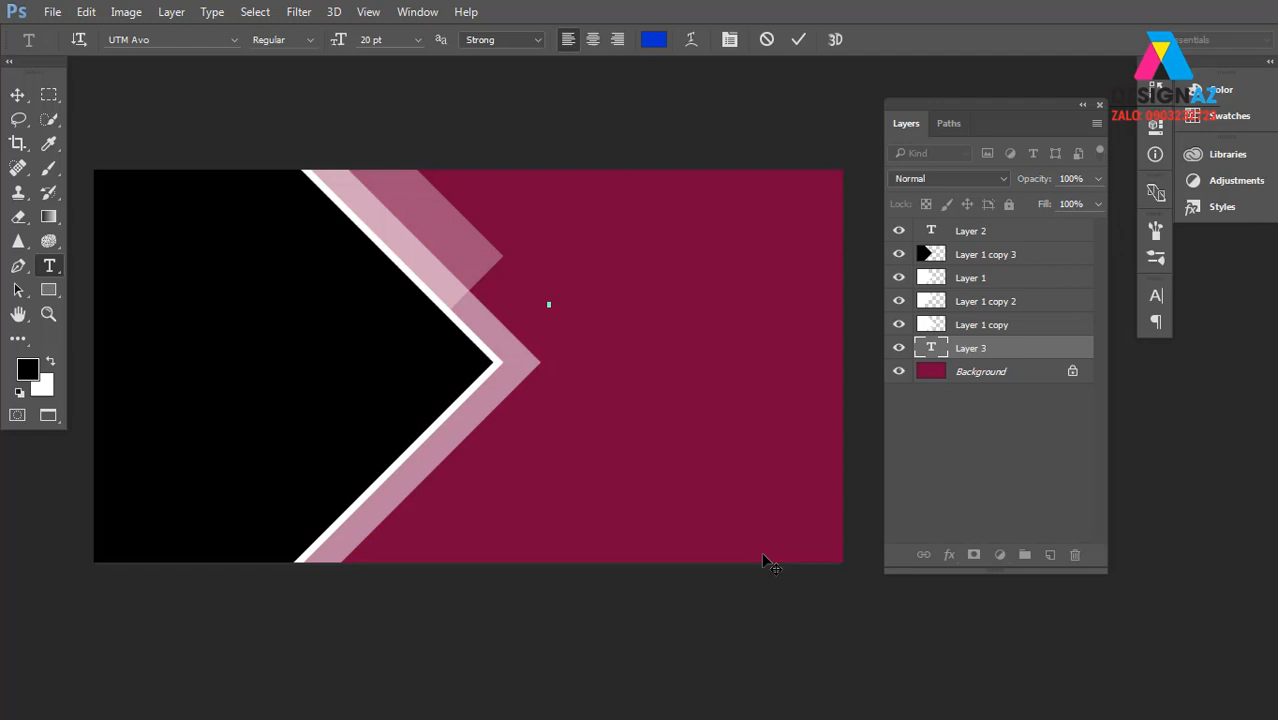 Ps File Edit Image Layer Type Select Filter 3D View Window Help
T UTM Avo Regular 20 pt Strong 3D
DESIGNAZ
Color
Swatches
Libraries
Adjustments
Styles
Layers Paths
Kind
Normal Opacity: 100%
Lock: Fill: 100%
Layer 2
Layer 1 copy 3
Layer 1
Layer 1 copy 2
Layer 1 copy
Layer 3
Background